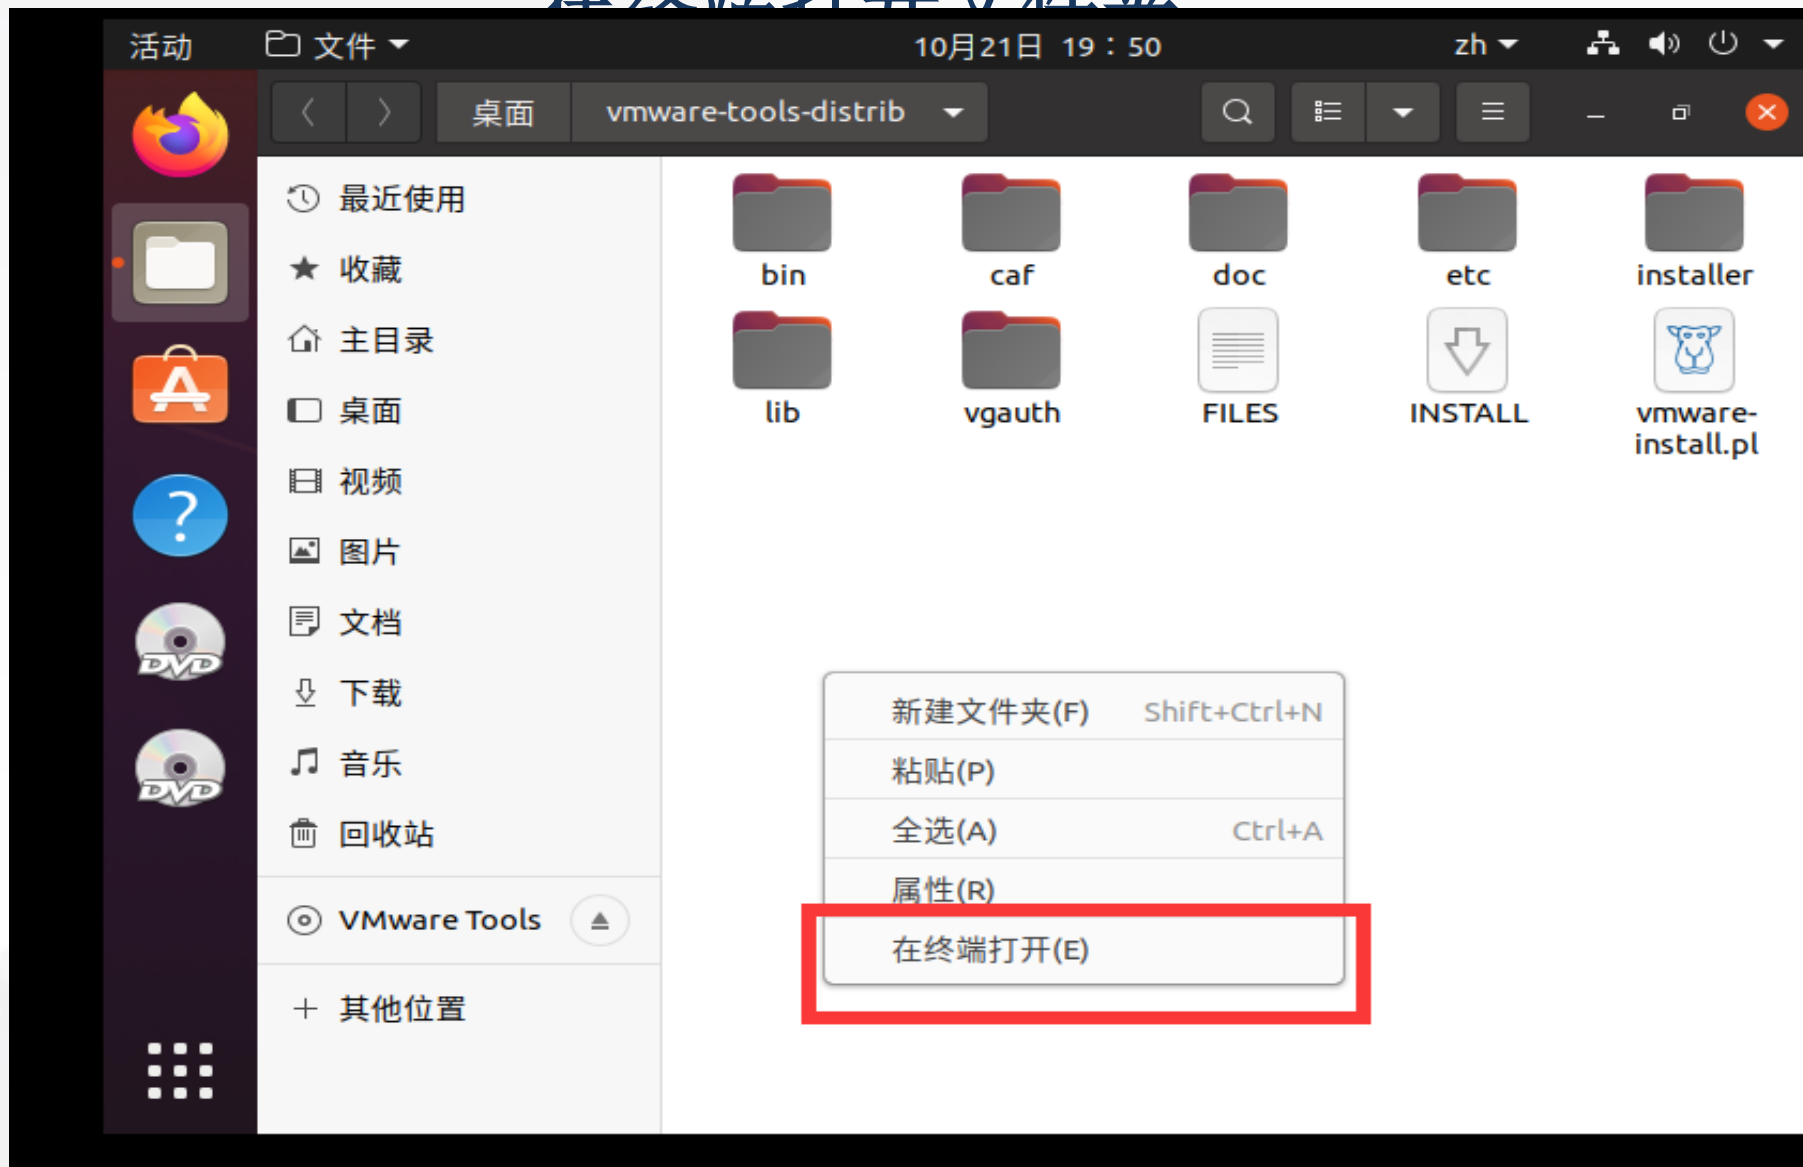 活动
文件
10月21日 19：50
zh
桌面
vmware-tools-distrib
最近使用
收藏
主目录
桌面
视频
图片
文档
下载
音乐
回收站
VMware Tools
其他位置
bin
caf
doc
etc
installer
lib
vgauth
FILES
INSTALL
vmware-
install.pl
新建文件夹(F) Shift+Ctrl+N
粘贴(P)
全选(A) Ctrl+A
属性(R)
在终端打开(E)
DVD
DVD